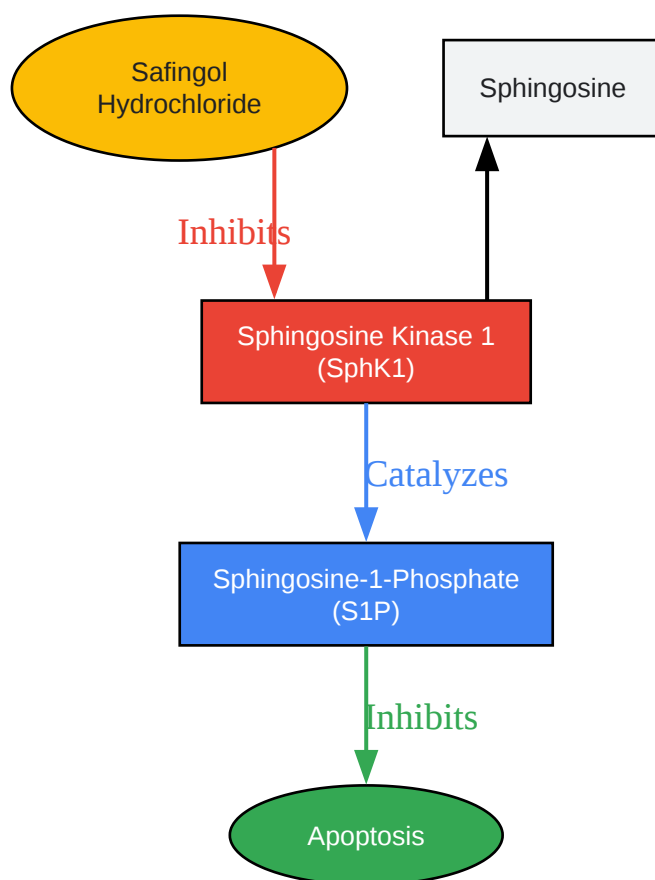 Safingol
Hydrochloride
Sphingosine
Inhibits
Sphingosine Kinase 1
(SphK1)
Catalyzes
Sphingosine-1-Phosphate
(S1P)
Inhibits
Apoptosis